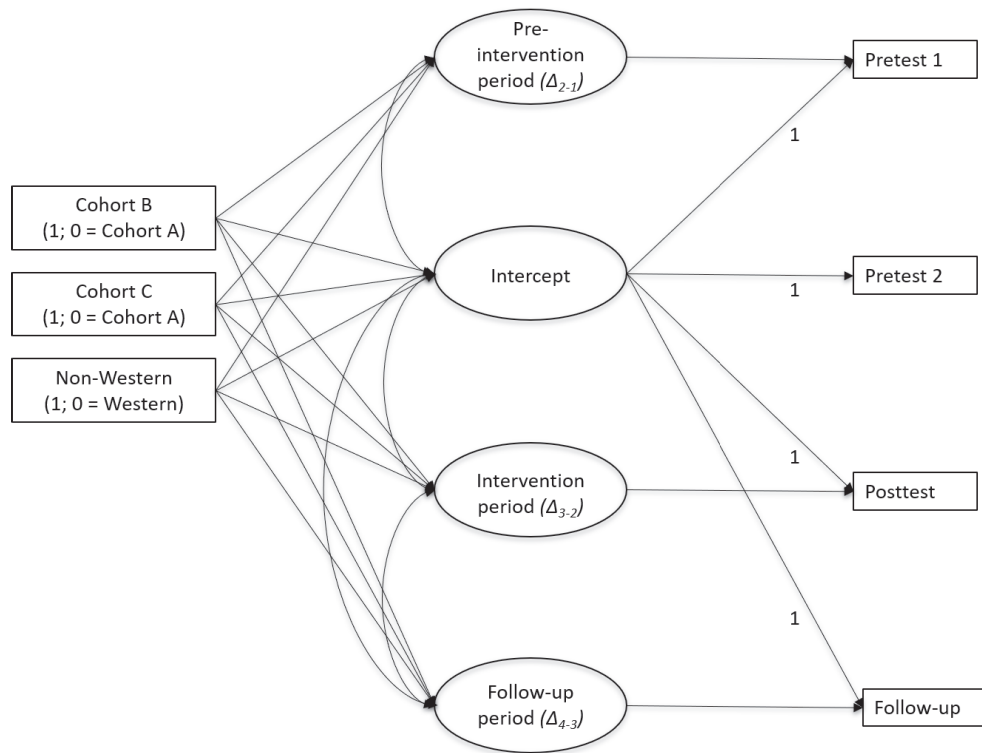 Pre-
intervention
period (Δ2-1)
Pretest 1
1
Cohort B
(1; 0 = Cohort A)
Intercept
Pretest 2
1
Cohort C
(1; 0 = Cohort A)
Non-Western
(1; 0 = Western)
1
Intervention
period (Δ3-2)
Posttest
1
Follow-up
period (Δ4-3)
Follow-up